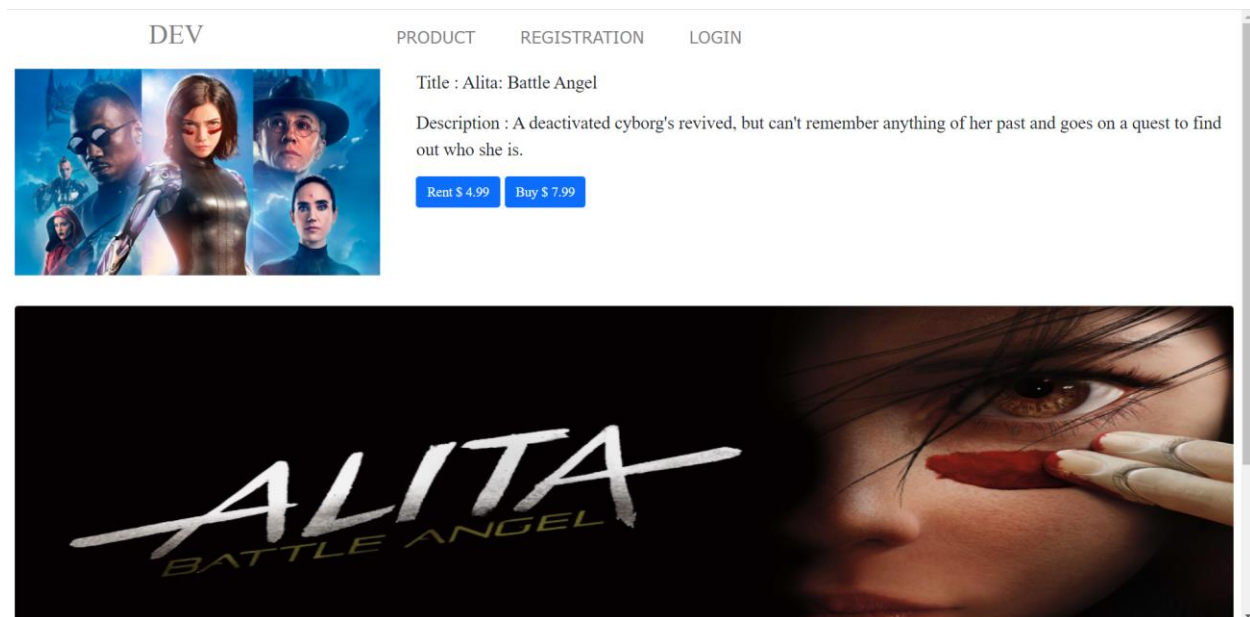 DEV PRODUCT REGISTRATION LOGIN
Title : Alita: Battle Angel
Description : A deactivated cyborg's revived, but can't remember anything of her past and goes on a quest to find
out who she is.
Rent $ 4.99 Buy $ 7.99
ALITA
BATTLE ANGEL